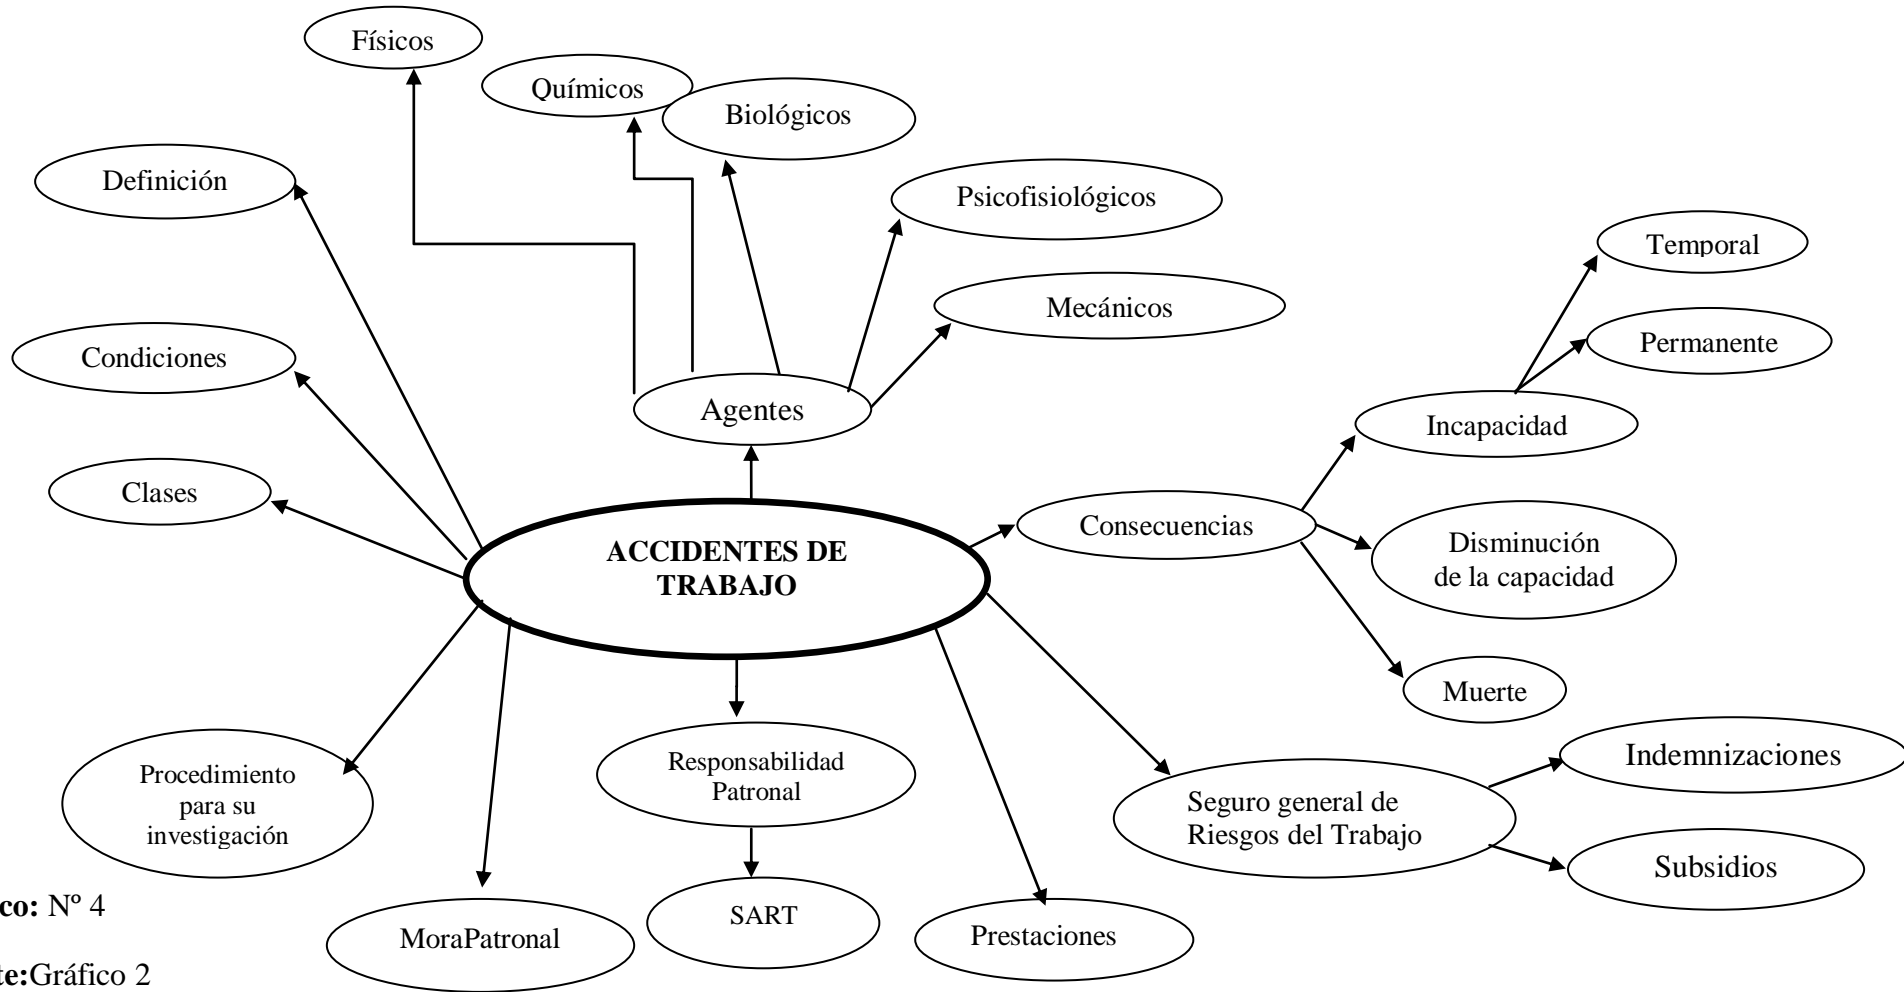 Físicos
Químicos
Biológicos
Definición
Psicofisiológicos
Temporal
Mecánicos
Permanente
Condiciones
Agentes
Incapacidad
Clases
Consecuencias
ACCIDENTES DE
TRABAJO
Disminución
de la capacidad
Muerte
Procedimiento
para su
investigación
Responsabilidad
Patronal
Seguro general de
Riesgos del Trabajo
Indemnizaciones
Subsidios
MoraPatronal
SART
Prestaciones
co: Nº 4
te:Gráfico 2